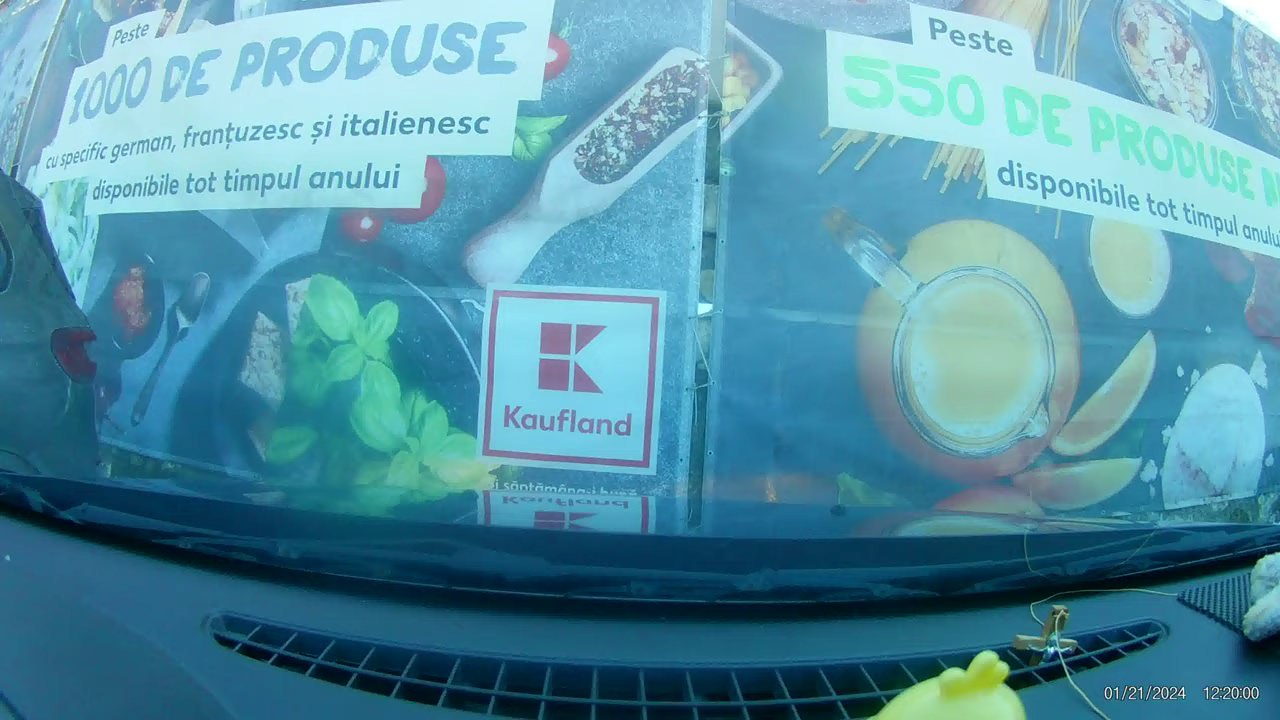 Peste
1000 DE PRODUSE
cu specific german, franțuzesc și italienesc
disponibile tot timpul anului
Peste
550 DE PRODUSE
disponibile tot timpul anului
Kaufland
Kaufland
01/21/2024 12:20:00